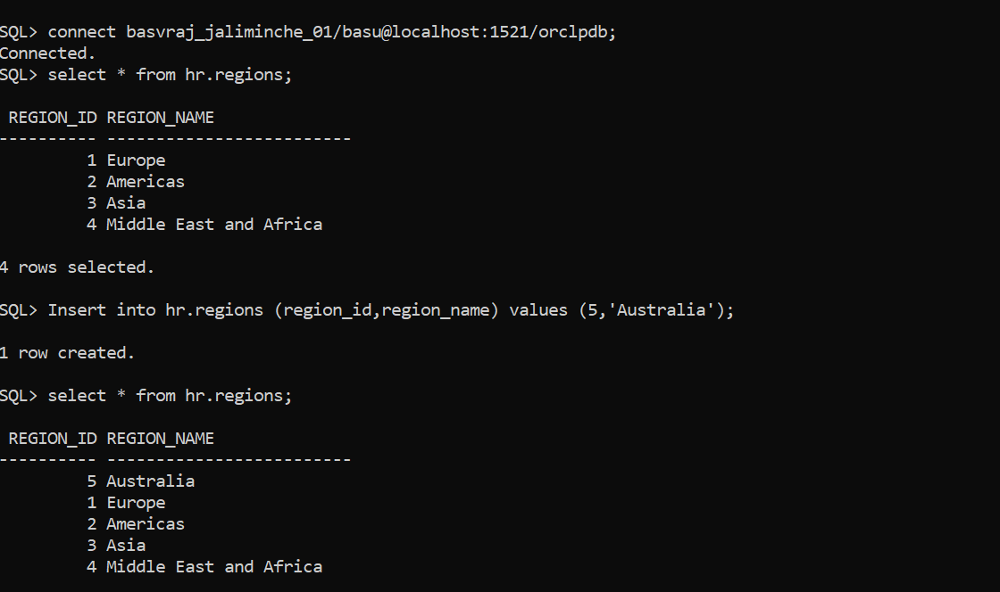 SQL> connect basvraj_jaliminche_01/basu@localhost:1521/orclpdb;
Connected.
SQL> select * from hr.regions;
 REGION_ID REGION_NAME
---------- -------------------------
         1 Europe
         2 Americas
         3 Asia
         4 Middle East and Africa
4 rows selected.
SQL> Insert into hr.regions (region_id,region_name) values (5,'Australia');
1 row created.
SQL> select * from hr.regions;
 REGION_ID REGION_NAME
---------- -------------------------
         5 Australia
         1 Europe
         2 Americas
         3 Asia
         4 Middle East and Africa